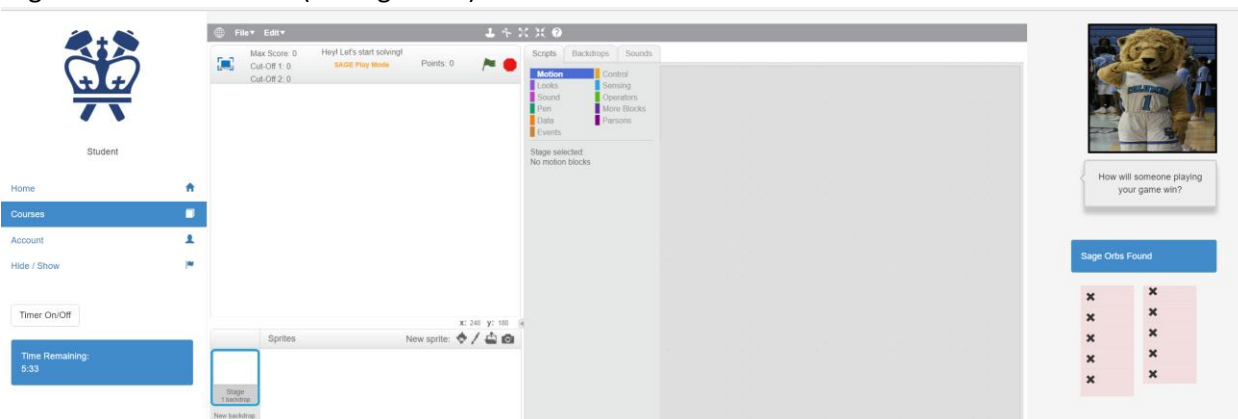 Student
Home
Courses
Account
Hide / Show
Timer On/Off
Time Remaining:
5:33
File▾ Edit▾
Max Score: 0
Cut-Off 1: 0
Cut-Off 2: 0
Hey! Let's start solving!
SAGE Play Mode
Points: 0
x: 240 y: 180
Sprites
New sprite:
Stage
1 backdrop
New backdrop
Scripts Backdrops Sounds
Motion
Looks
Sound
Pen
Data
Events
Control
Sensing
Operators
More Blocks
Parsons
Stage selected:
No motion blocks
COLUMBIA
1
How will someone playing
your game win?
Sage Orbs Found